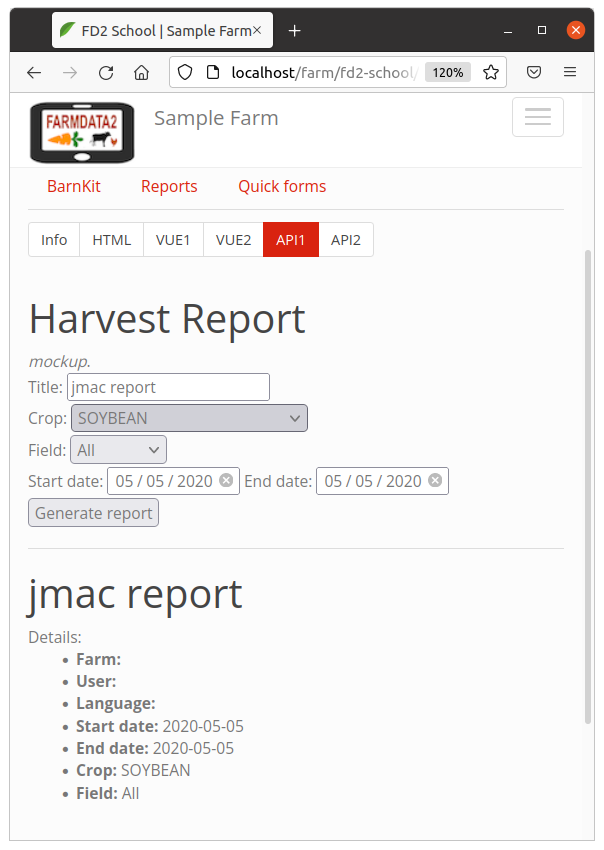 FD2 School | Sample Farm
localhost/farm/fd2-school/
120%
FARMDATA2
Sample Farm
BarnKit Reports Quick forms
Info HTML VUE1 VUE2 API1 API2
Harvest Report
mockup.
Title: jmac report
Crop: SOYBEAN
Field: All
Start date: 05 / 05 / 2020 End date: 05 / 05 / 2020
Generate report
jmac report
Details:
• Farm:
• User:
• Language:
• Start date: 2020-05-05
• End date: 2020-05-05
• Crop: SOYBEAN
• Field: All